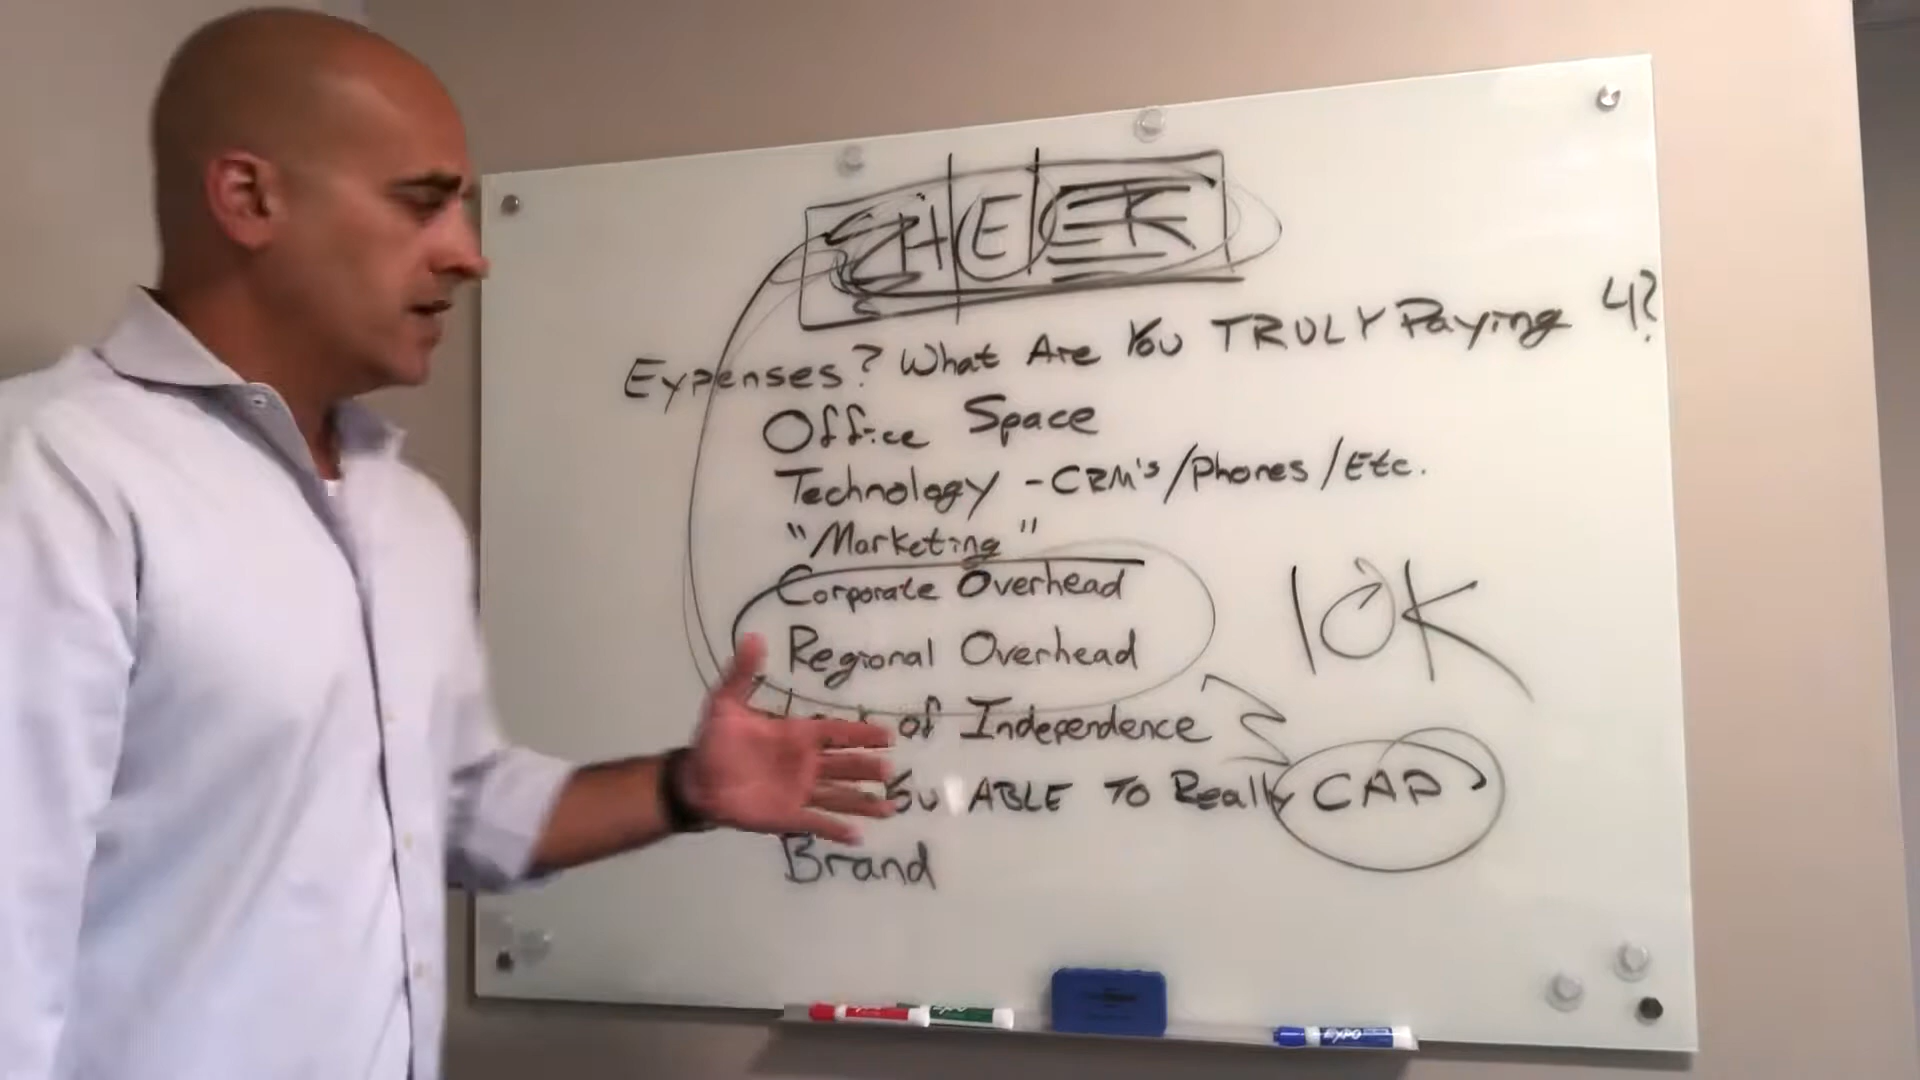 Expenses? What Are You TRULY Paying 4?
Office Space
Technology - CRM's/Phones/Etc.
"Marketing"
Corporate Overhead
Regional Overhead
10K
of Independence
ABLE TO Really CAP
Brand
EXPO